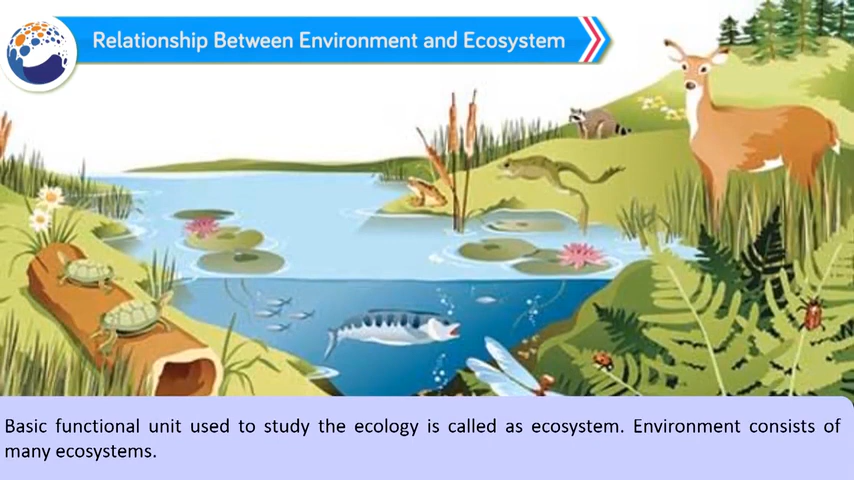 Relationship Between Environment and Ecosystem
Basic functional unit used to study the ecology is called as ecosystem. Environment consists of
many ecosystems.